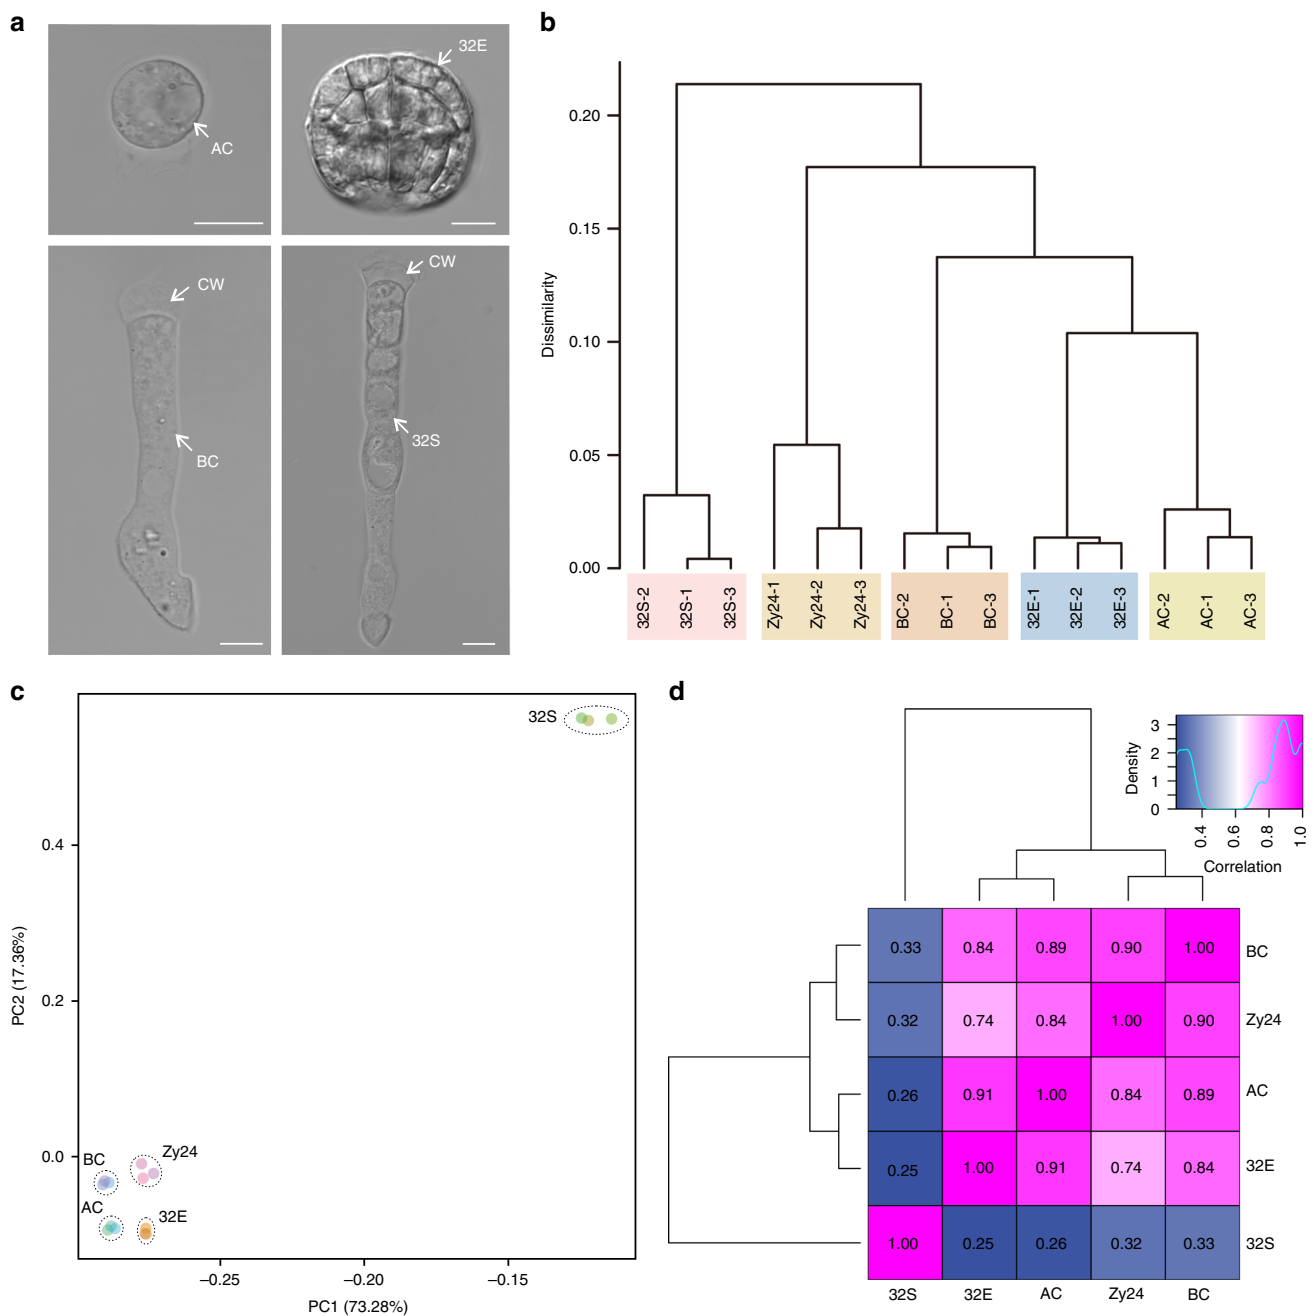 a
AC
32E
CW
BC
CW
32S
b
Dissimilarity
0.20
0.15
0.10
0.05
0.00
32S-2
32S-1
32S-3
Zy24-1
Zy24-2
Zy24-3
BC-2
BC-1
BC-3
32E-1
32E-2
32E-3
AC-2
AC-1
AC-3
c
PC2 (17.36%)
0.4
0.2
0.0
32S
BC
Zy24
AC
32E
–0.25
–0.20
–0.15
PC1 (73.28%)
d
Density
3
2
1
0
0.4
0.6
0.8
1.0
Correlation
0.33 0.84 0.89 0.90 1.00 BC
0.32 0.74 0.84 1.00 0.90 Zy24
0.26 0.91 1.00 0.84 0.89 AC
0.25 1.00 0.91 0.74 0.84 32E
1.00 0.25 0.26 0.32 0.33 32S
32S 32E AC Zy24 BC